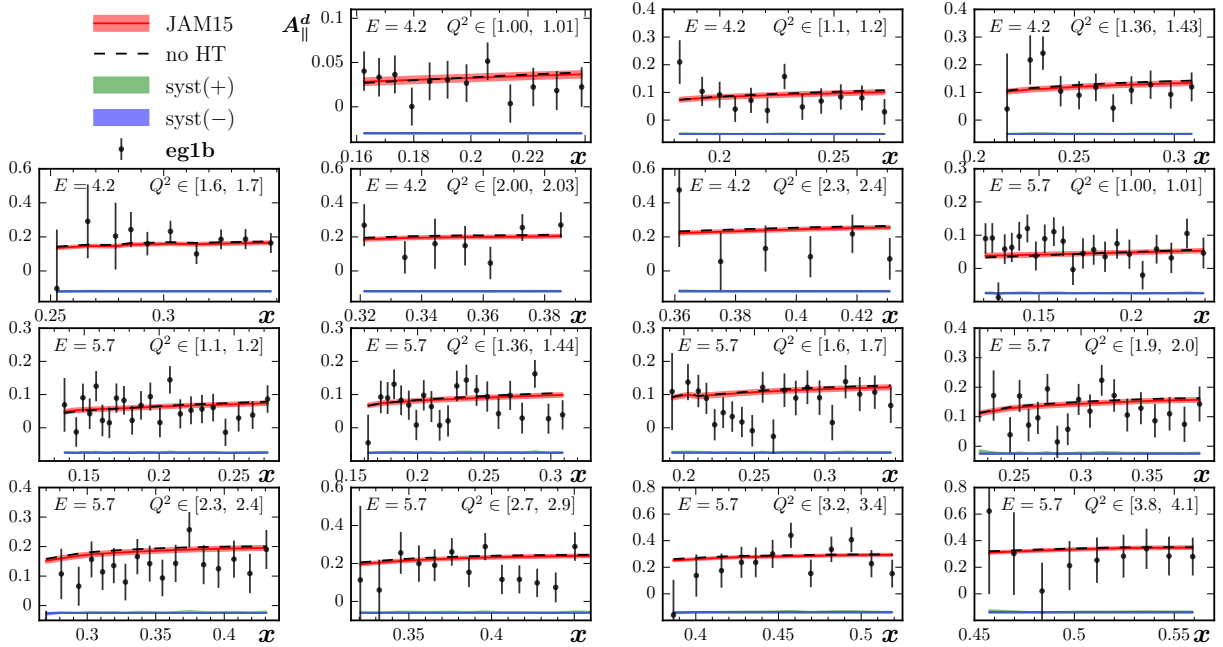 JAM15
no HT
syst(+)
syst(−)
eg1b
A∥^d
E = 4.2 Q² ∈ [1.00, 1.01]
0.1
0.05
0
0.16 0.18 0.2 0.22 x
E = 4.2 Q² ∈ [1.1, 1.2]
0.4
0.3
0.2
0.1
0
0.2 0.25 x
E = 4.2 Q² ∈ [1.36, 1.43]
0.4
0.3
0.2
0.1
0
0.2 0.25 0.3 x
E = 4.2 Q² ∈ [1.6, 1.7]
0.6
0.4
0.2
0
0.25 0.3 x
E = 4.2 Q² ∈ [2.00, 2.03]
0.6
0.4
0.2
0
0.32 0.34 0.36 0.38 x
E = 4.2 Q² ∈ [2.3, 2.4]
0.6
0.4
0.2
0
0.36 0.38 0.4 0.42 x
E = 5.7 Q² ∈ [1.00, 1.01]
0.2
0.1
0
0.15 0.2 x
E = 5.7 Q² ∈ [1.1, 1.2]
0.3
0.2
0.1
0
0.15 0.2 0.25 x
E = 5.7 Q² ∈ [1.36, 1.44]
0.3
0.2
0.1
0
0.15 0.2 0.25 0.3 x
E = 5.7 Q² ∈ [1.6, 1.7]
0.3
0.2
0.1
0
0.2 0.25 0.3 x
E = 5.7 Q² ∈ [1.9, 2.0]
0.4
0.3
0.2
0.1
0
0.25 0.3 0.35 x
E = 5.7 Q² ∈ [2.3, 2.4]
0.4
0.3
0.2
0.1
0
0.3 0.35 0.4 x
E = 5.7 Q² ∈ [2.7, 2.9]
0.6
0.4
0.2
0
0.35 0.4 x
E = 5.7 Q² ∈ [3.2, 3.4]
0.8
0.6
0.4
0.2
0
0.4 0.45 0.5 x
E = 5.7 Q² ∈ [3.8, 4.1]
0.8
0.6
0.4
0.2
0
0.45 0.5 0.55 x